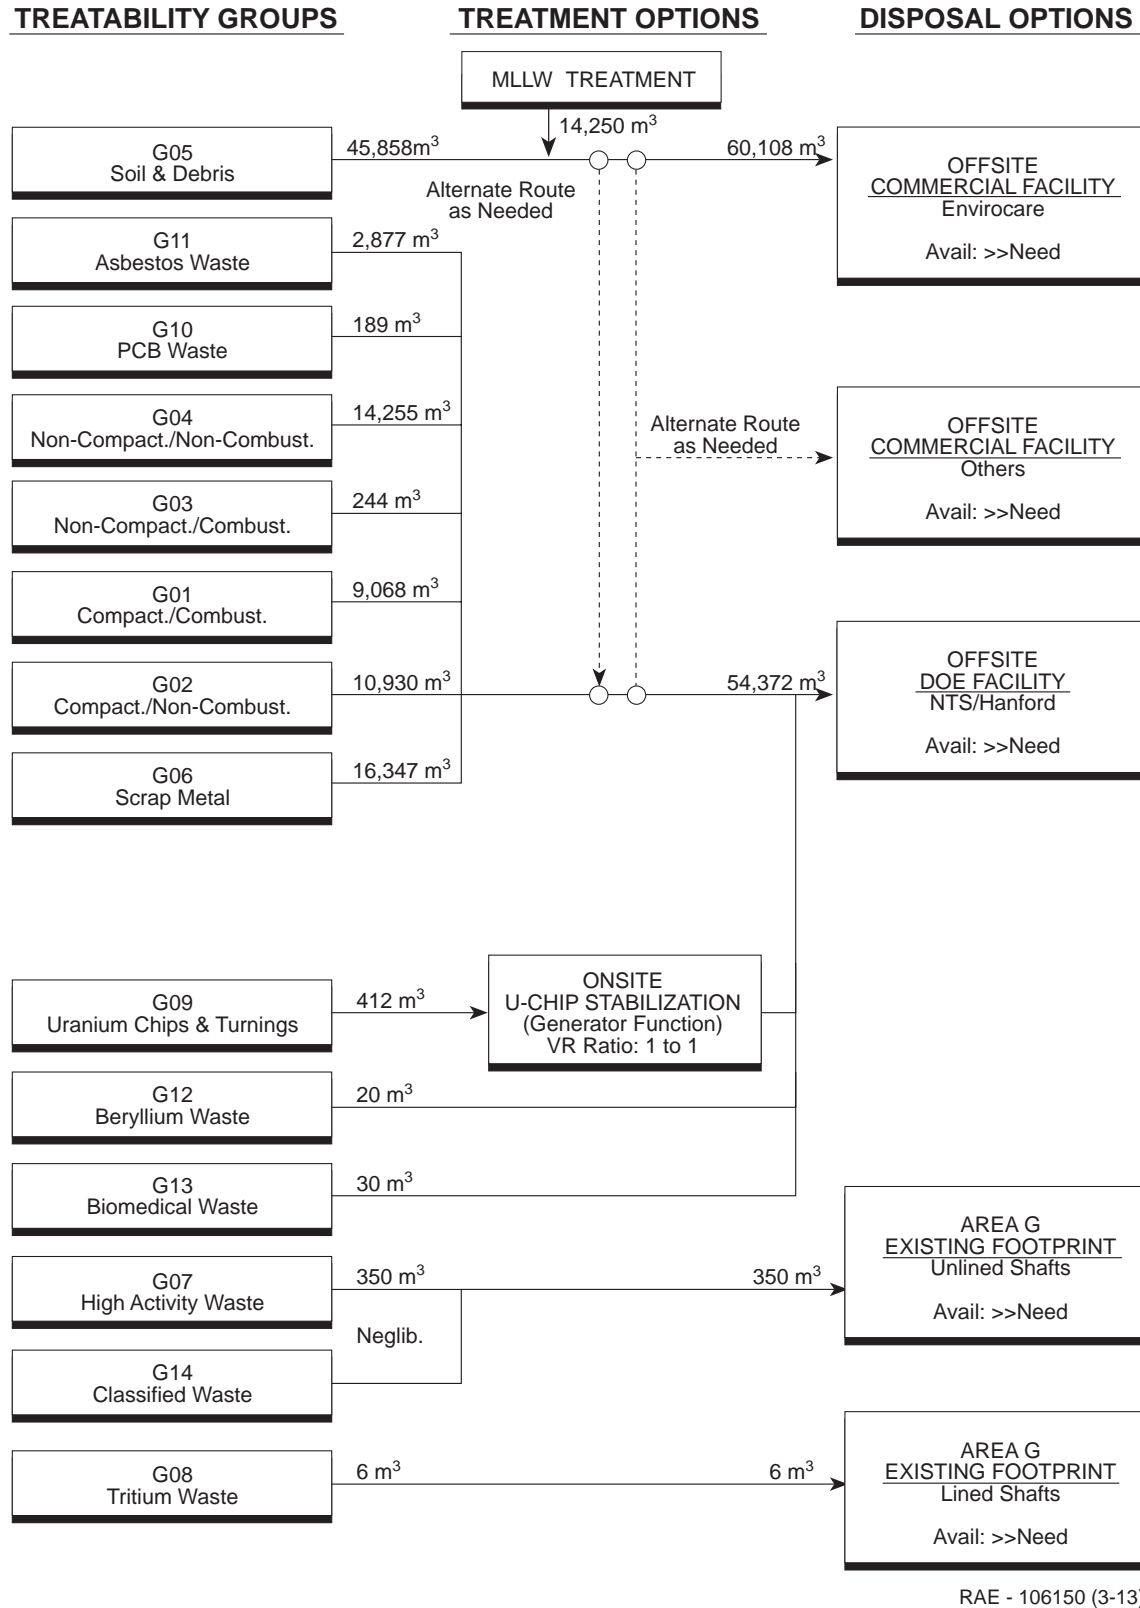 TREATABILITY GROUPS
TREATMENT OPTIONS
DISPOSAL OPTIONS
MLLW TREATMENT
14,250 m³
G05
Soil & Debris
45,858m³
60,108 m³
OFFSITE
COMMERCIAL FACILITY
Envirocare
Avail: >>Need
Alternate Route
as Needed
G11
Asbestos Waste
2,877 m³
G10
PCB Waste
189 m³
G04
Non-Compact./Non-Combust.
14,255 m³
Alternate Route
as Needed
OFFSITE
COMMERCIAL FACILITY
Others
Avail: >>Need
G03
Non-Compact./Combust.
244 m³
G01
Compact./Combust.
9,068 m³
G02
Compact./Non-Combust.
10,930 m³
54,372 m³
OFFSITE
DOE FACILITY
NTS/Hanford
Avail: >>Need
G06
Scrap Metal
16,347 m³
G09
Uranium Chips & Turnings
412 m³
ONSITE
U-CHIP STABILIZATION
(Generator Function)
VR Ratio: 1 to 1
G12
Beryllium Waste
20 m³
G13
Biomedical Waste
30 m³
G07
High Activity Waste
350 m³
350 m³
AREA G
EXISTING FOOTPRINT
Unlined Shafts
Avail: >>Need
Neglib.
G14
Classified Waste
G08
Tritium Waste
6 m³
6 m³
AREA G
EXISTING FOOTPRINT
Lined Shafts
Avail: >>Need
RAE - 106150 (3-13)